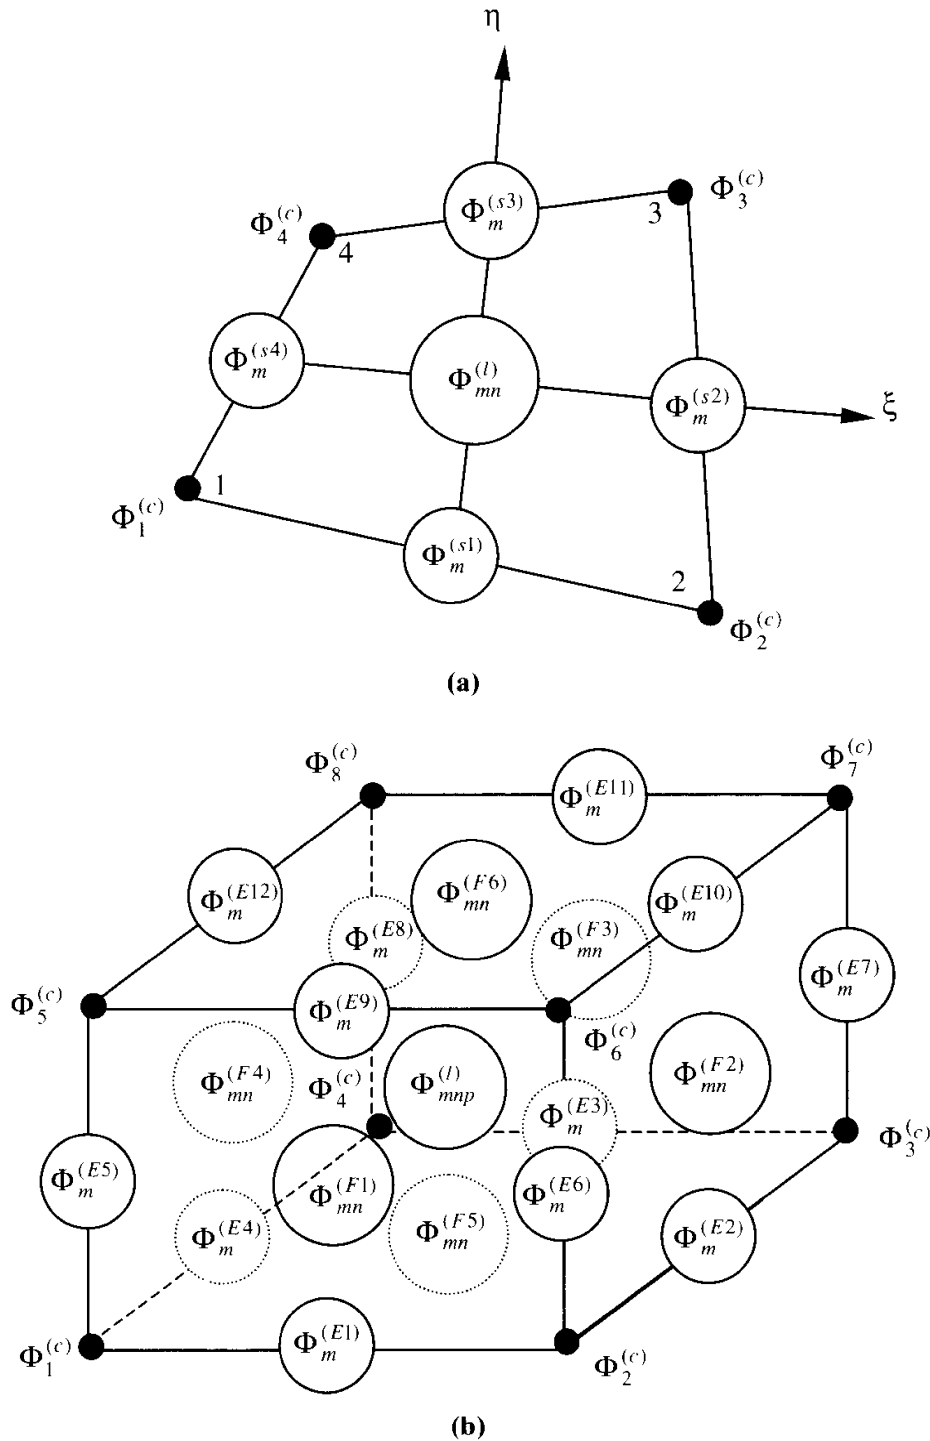 η
Φ_3^(c)
Φ_m^(s3)
3
Φ_4^(c)
4
Φ_m^(s4)
Φ_mn^(l)
Φ_m^(s2)
ξ
1
Φ_1^(c)
Φ_m^(s1)
2
Φ_2^(c)
(a)
Φ_8^(c)
Φ_7^(c)
Φ_m^(E11)
Φ_m^(E12)
Φ_mn^(F6)
Φ_m^(E10)
Φ_m^(E8)
Φ_mn^(F3)
Φ_m^(E7)
Φ_5^(c)
Φ_m^(E9)
Φ_6^(c)
Φ_mn^(F4)
Φ_4^(c)
Φ_mnp^(l)
Φ_mn^(F2)
Φ_m^(E3)
Φ_3^(c)
Φ_m^(E5)
Φ_mn^(F1)
Φ_m^(E6)
Φ_m^(E4)
Φ_mn^(F5)
Φ_m^(E2)
Φ_1^(c)
Φ_m^(E1)
Φ_2^(c)
(b)